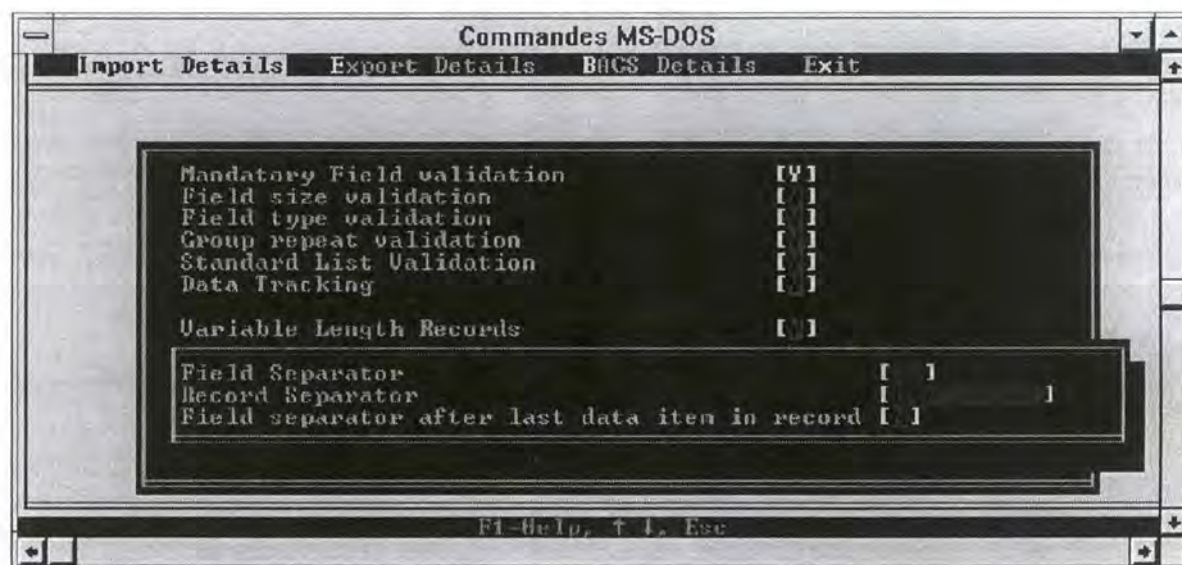 Commandes MS-DOS
Import Details Export Details BACS Details Exit
Mandatory Field validation [Y]
Field size validation [ ]
Field type validation [ ]
Group repeat validation [ ]
Standard List Validation [ ]
Data Tracking [ ]
Variable Length Records [ ]
Field Separator [ ]
Record Separator [ ]
Field separator after last data item in record [ ]
F1-Help, ↑ ↓, Esc